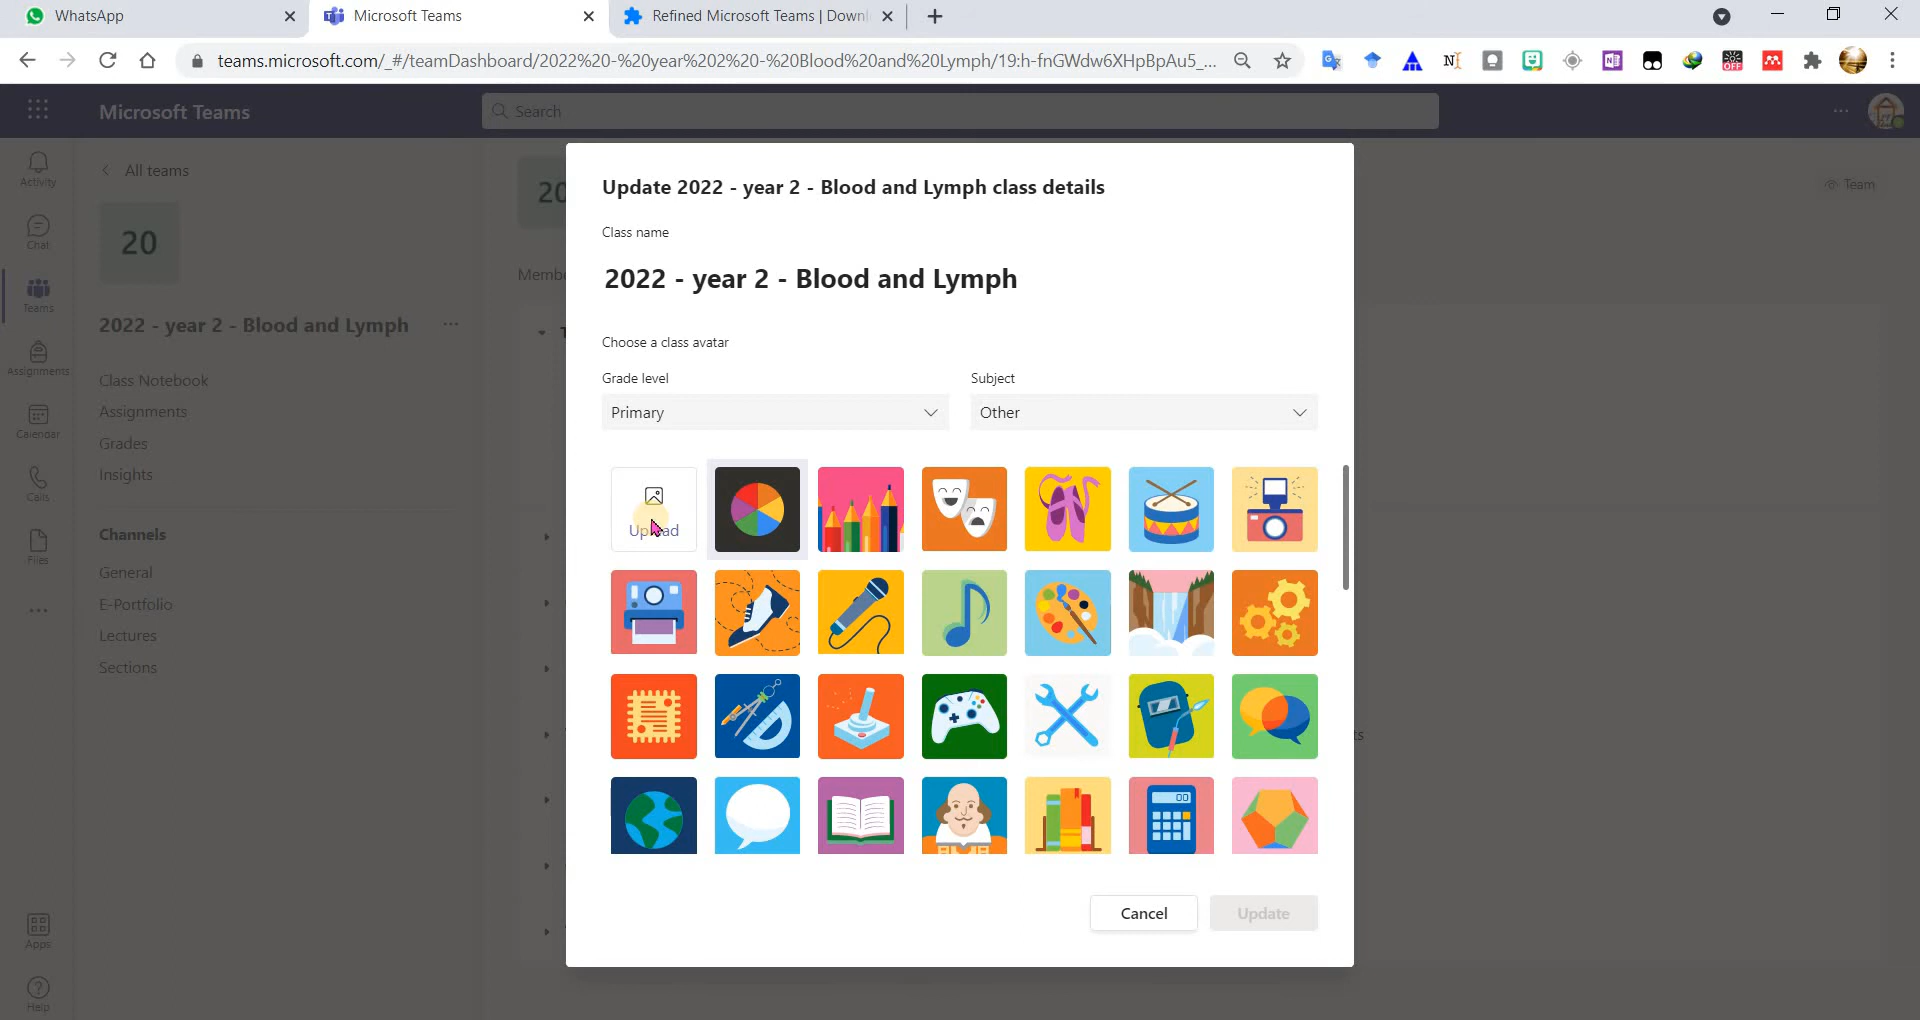 WhatsApp
Microsoft Teams
Refined Microsoft Teams | Downl
teams.microsoft.com/_#/teamDashboard/2022%20-%20year%202%20-%20Blood%20and%20Lymph/19:h-fnGWdw6XHpBpAu5_...
Microsoft Teams
Search
Activity
Chat
Teams
Assignments
Calendar
Calls
Files
Apps
Help
All teams
20
2022 - year 2 - Blood and Lymph
Class Notebook
Assignments
Grades
Insights
Channels
General
E-Portfolio
Lectures
Sections
20
Team
Update 2022 - year 2 - Blood and Lymph class details
Class name
2022 - year 2 - Blood and Lymph
Choose a class avatar
Grade level
Subject
Primary
Other
Upload
Cancel
Update